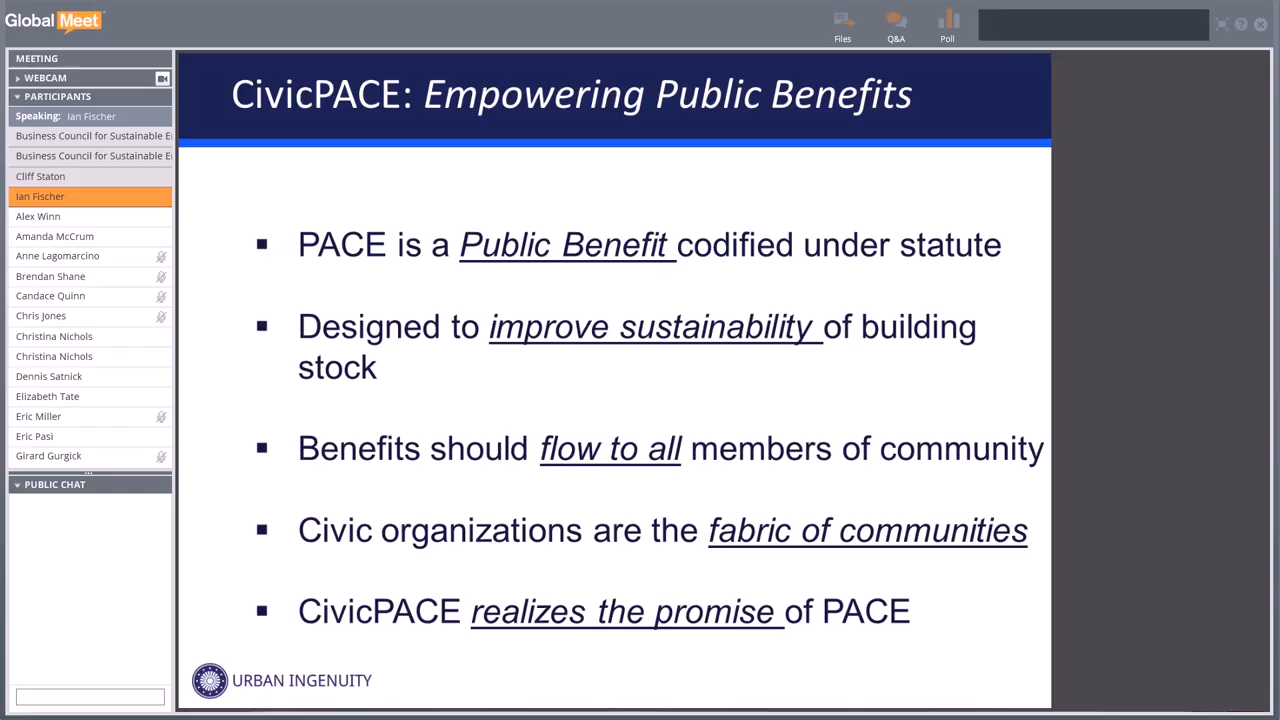 GlobalMeet
Files
Q&A
Poll
MEETING
WEBCAM
PARTICIPANTS
Speaking: Ian Fischer
Business Council for Sustainable E
Business Council for Sustainable E
Cliff Staton
Ian Fischer
Alex Winn
Amanda McCrum
Anne Lagomarcino
Brendan Shane
Candace Quinn
Chris Jones
Christina Nichols
Christina Nichols
Dennis Satnick
Elizabeth Tate
Eric Miller
Eric Pasi
Girard Gurgick
PUBLIC CHAT
CivicPACE: Empowering Public Benefits
PACE is a Public Benefit codified under statute
Designed to improve sustainability of building
stock
Benefits should flow to all members of community
Civic organizations are the fabric of communities
CivicPACE realizes the promise of PACE
URBAN INGENUITY